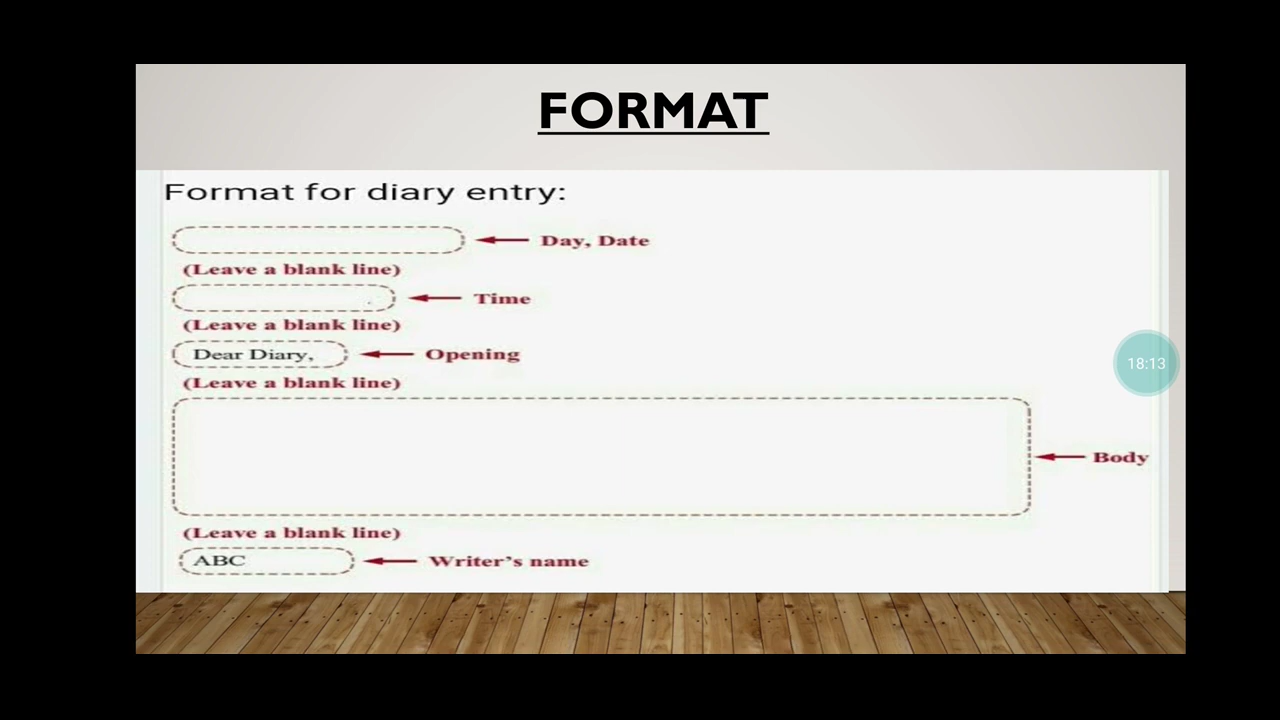 FORMAT
Format for diary entry:
Day, Date
(Leave a blank line)
Time
(Leave a blank line)
Dear Diary, Opening
(Leave a blank line)
18:13
Body
(Leave a blank line)
ABC Writer's name